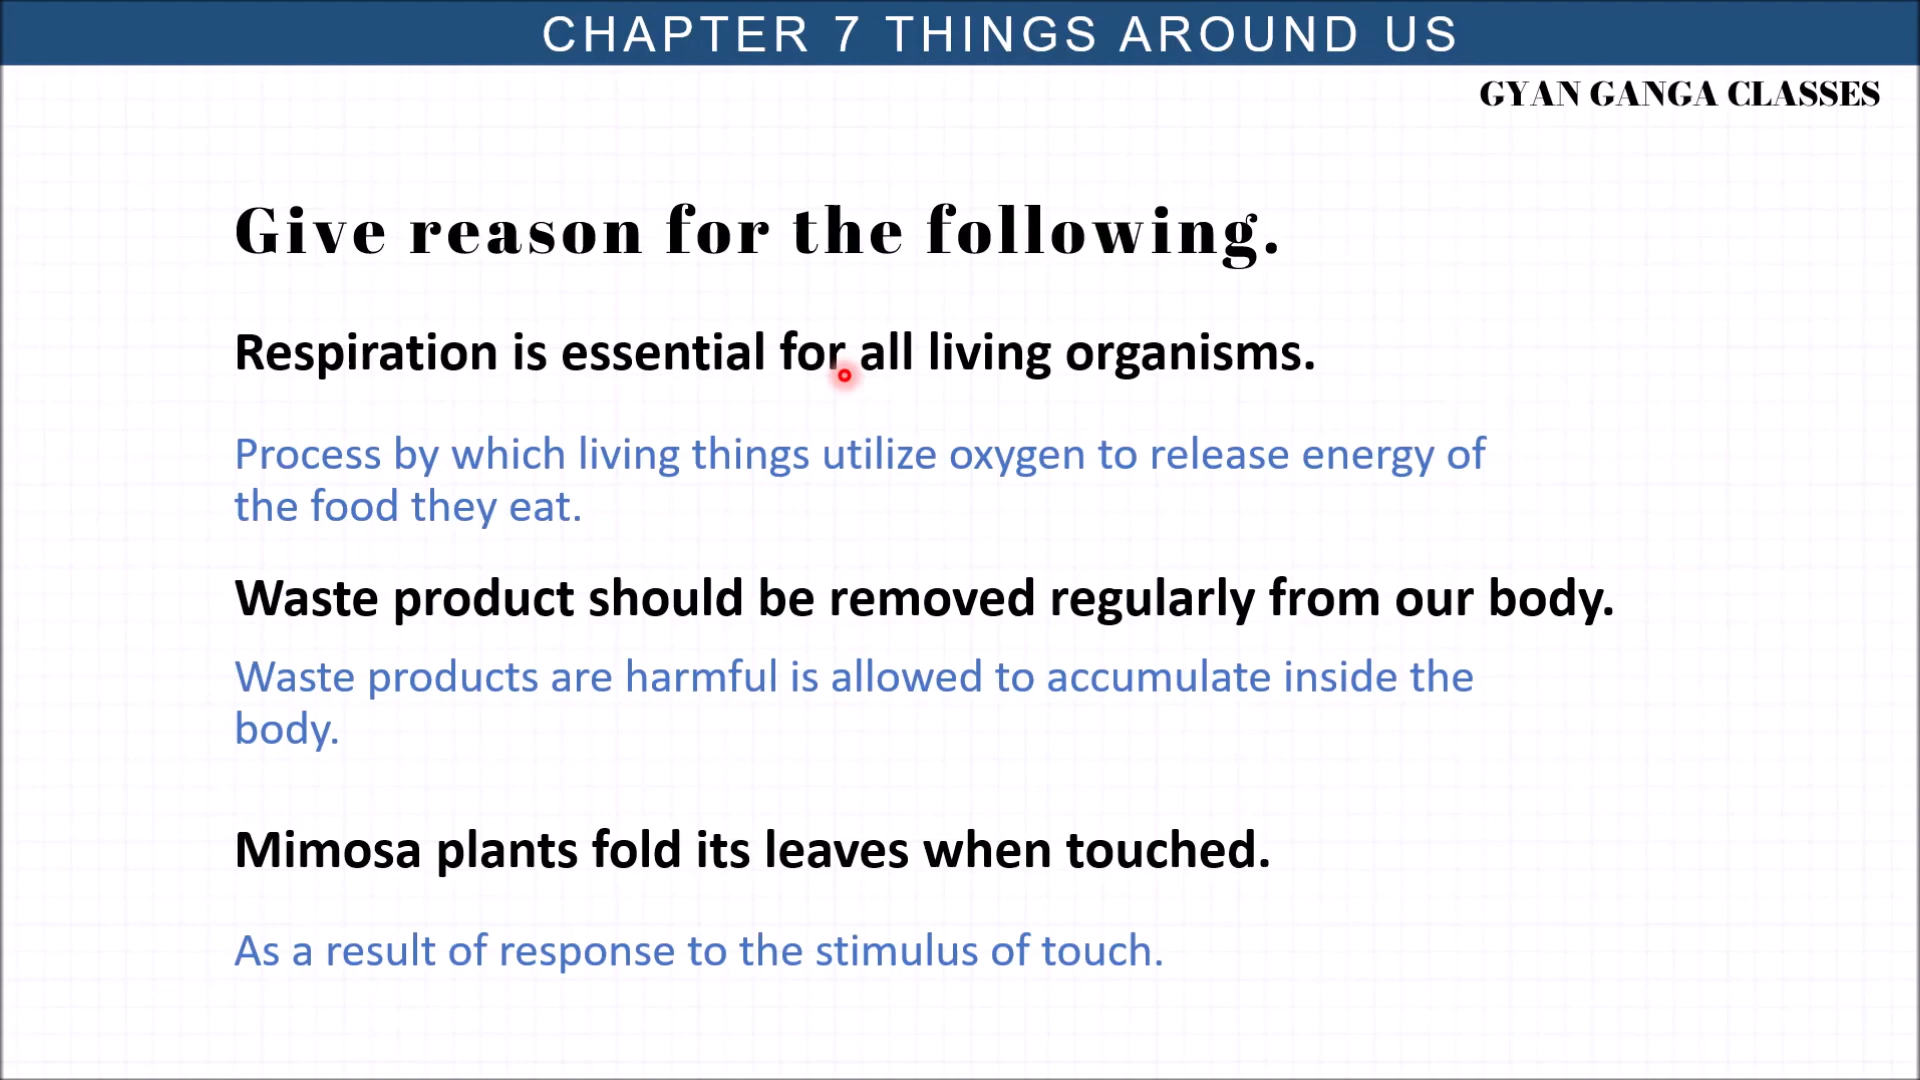 CHAPTER 7 THINGS AROUND US
GYAN GANGA CLASSES
Give reason for the following.
Respiration is essential for all living organisms.
Process by which living things utilize oxygen to release energy of
the food they eat.
Waste product should be removed regularly from our body.
Waste products are harmful is allowed to accumulate inside the
body.
Mimosa plants fold its leaves when touched.
As a result of response to the stimulus of touch.